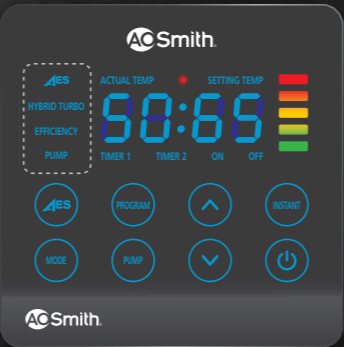 AO Smith.
AES
ACTUAL TEMP
SETTING TEMP
HYBRID TURBO
EFFICIENCY
PUMP
50:65
TIMER 1
TIMER 2
ON
OFF
AES
PROGRAM
INSTANT
MODE
PUMP
AO Smith.